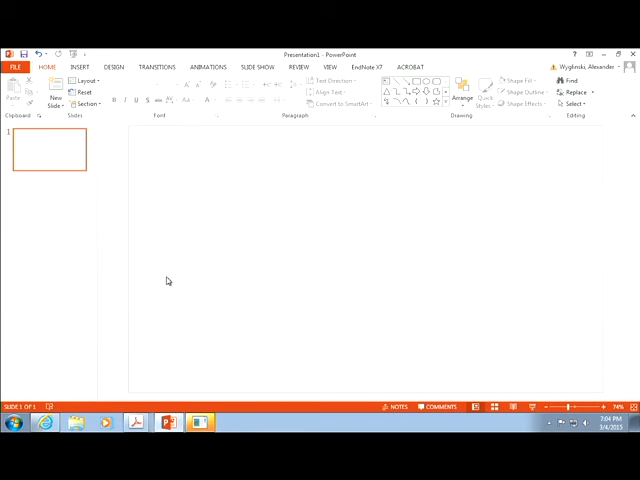 Presentation1 - PowerPoint
FILE HOME INSERT DESIGN TRANSITIONS ANIMATIONS SLIDE SHOW REVIEW VIEW EndNote X7 ACROBAT Wyglinski, Alexander
Paste
New Slide
Layout
Reset
Section
Text Direction
Align Text
Convert to SmartArt
Arrange
Quick Styles
Shape Fill
Shape Outline
Shape Effects
Find
Replace
Select
Clipboard Slides Font Paragraph Drawing Editing
1
SLIDE 1 OF 1 NOTES COMMENTS 74%
7:04 PM
3/4/2015